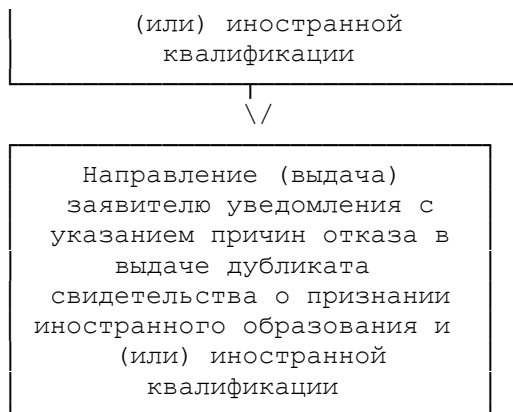 (или) иностранной
квалификации
\/
Направление (выдача)
заявителю уведомления с
указанием причин отказа в
выдаче дубликата
свидетельства о признании
иностранного образования и
(или) иностранной
квалификации